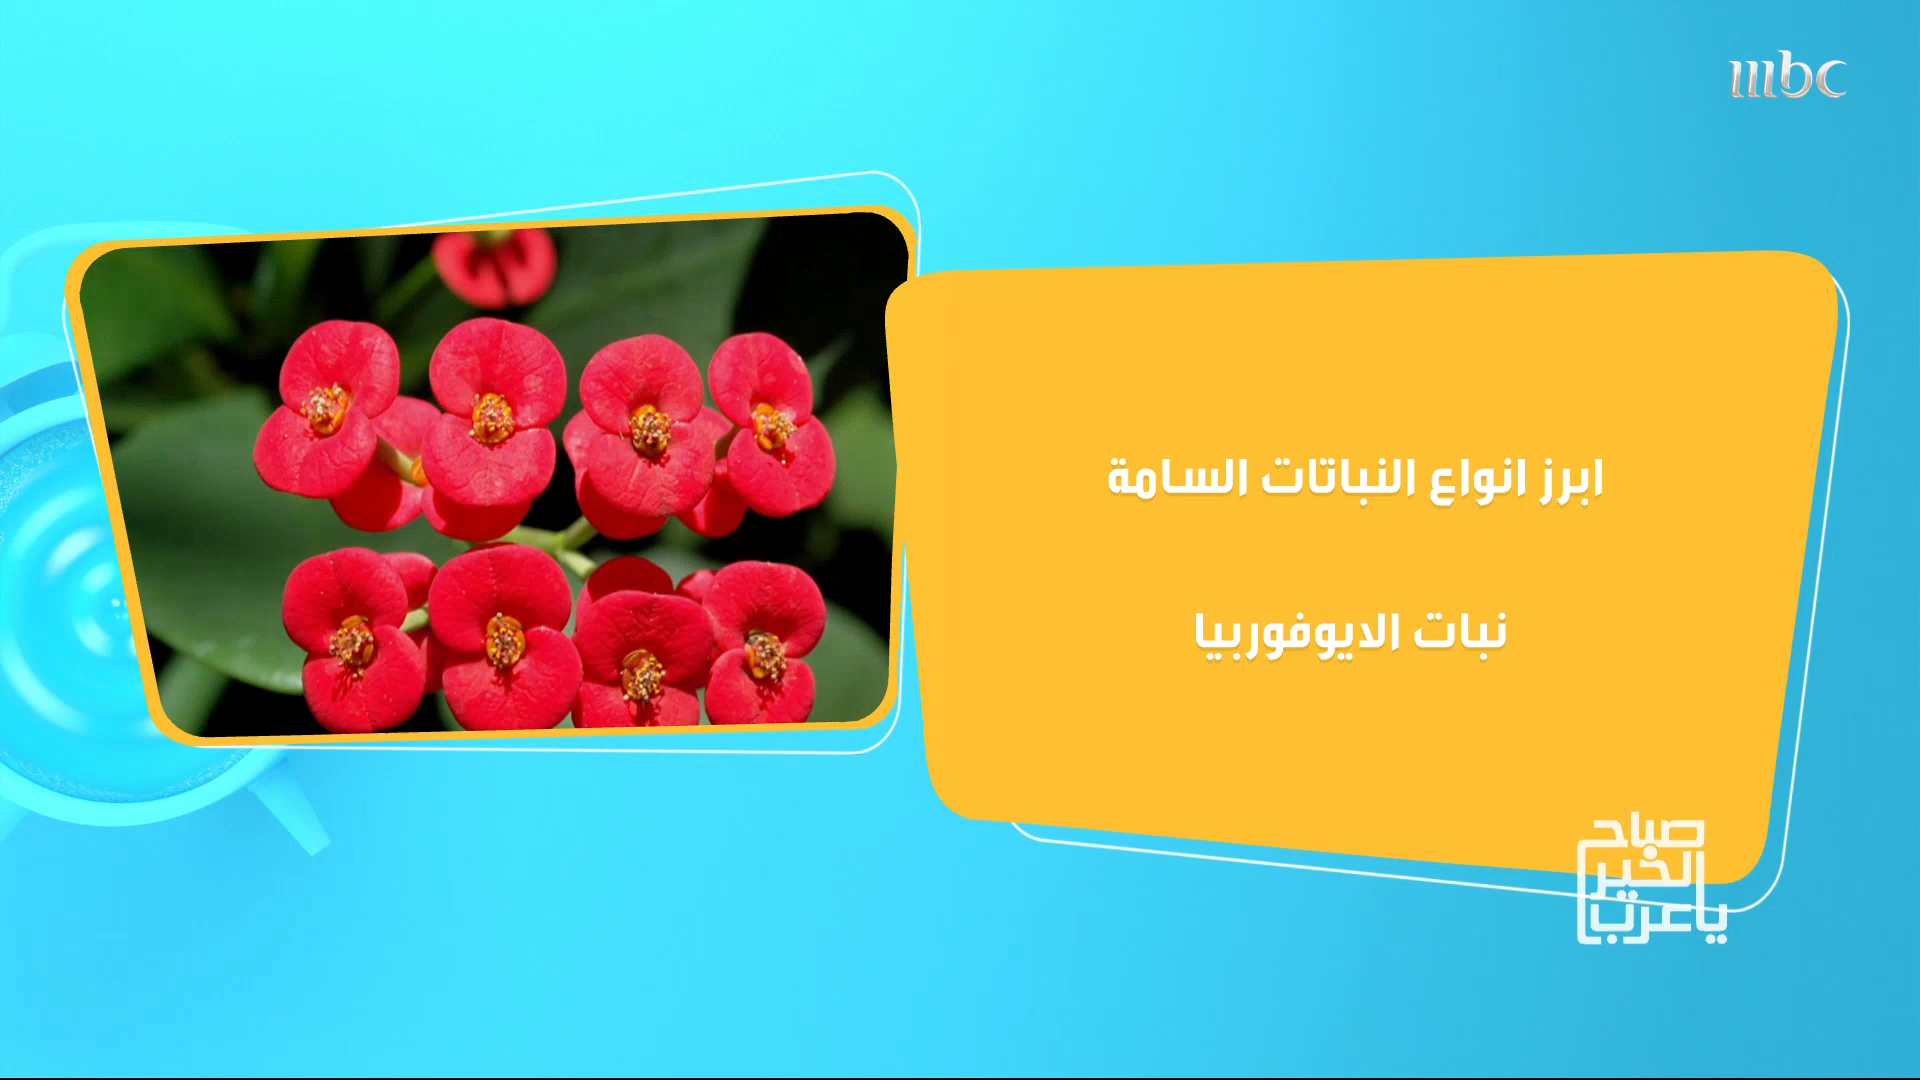 mbc
ابرز انواع النباتات السامة
نبات الايوفوربيا
صباح
الخير
ياعرب